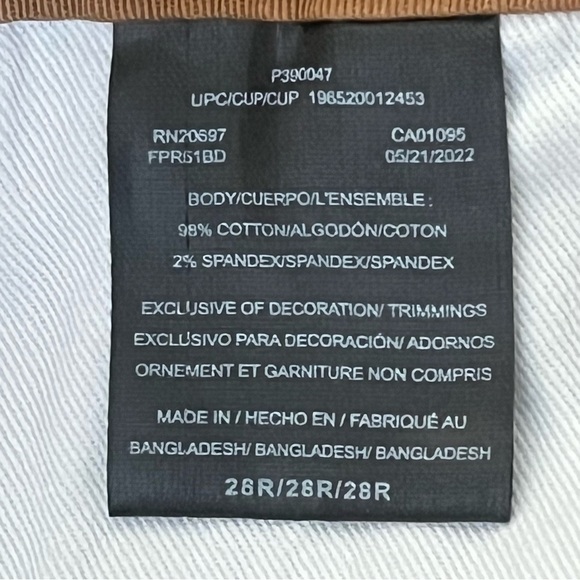 P390047
UPC/CUP/CUP 196520012453
RN20697 CA01095
FPR51BD 05/21/2022
BODY/CUERPO/L'ENSEMBLE :
98% COTTON/ALGODÓN/COTON
2% SPANDEX/SPANDEX/SPANDEX
EXCLUSIVE OF DECORATION/ TRIMMINGS
EXCLUSIVO PARA DECORACIÓN/ ADORNOS
ORNEMENT ET GARNITURE NON COMPRIS
MADE IN / HECHO EN / FABRIQUÉ AU
BANGLADESH/ BANGLADESH/ BANGLADESH
28R/28R/28R